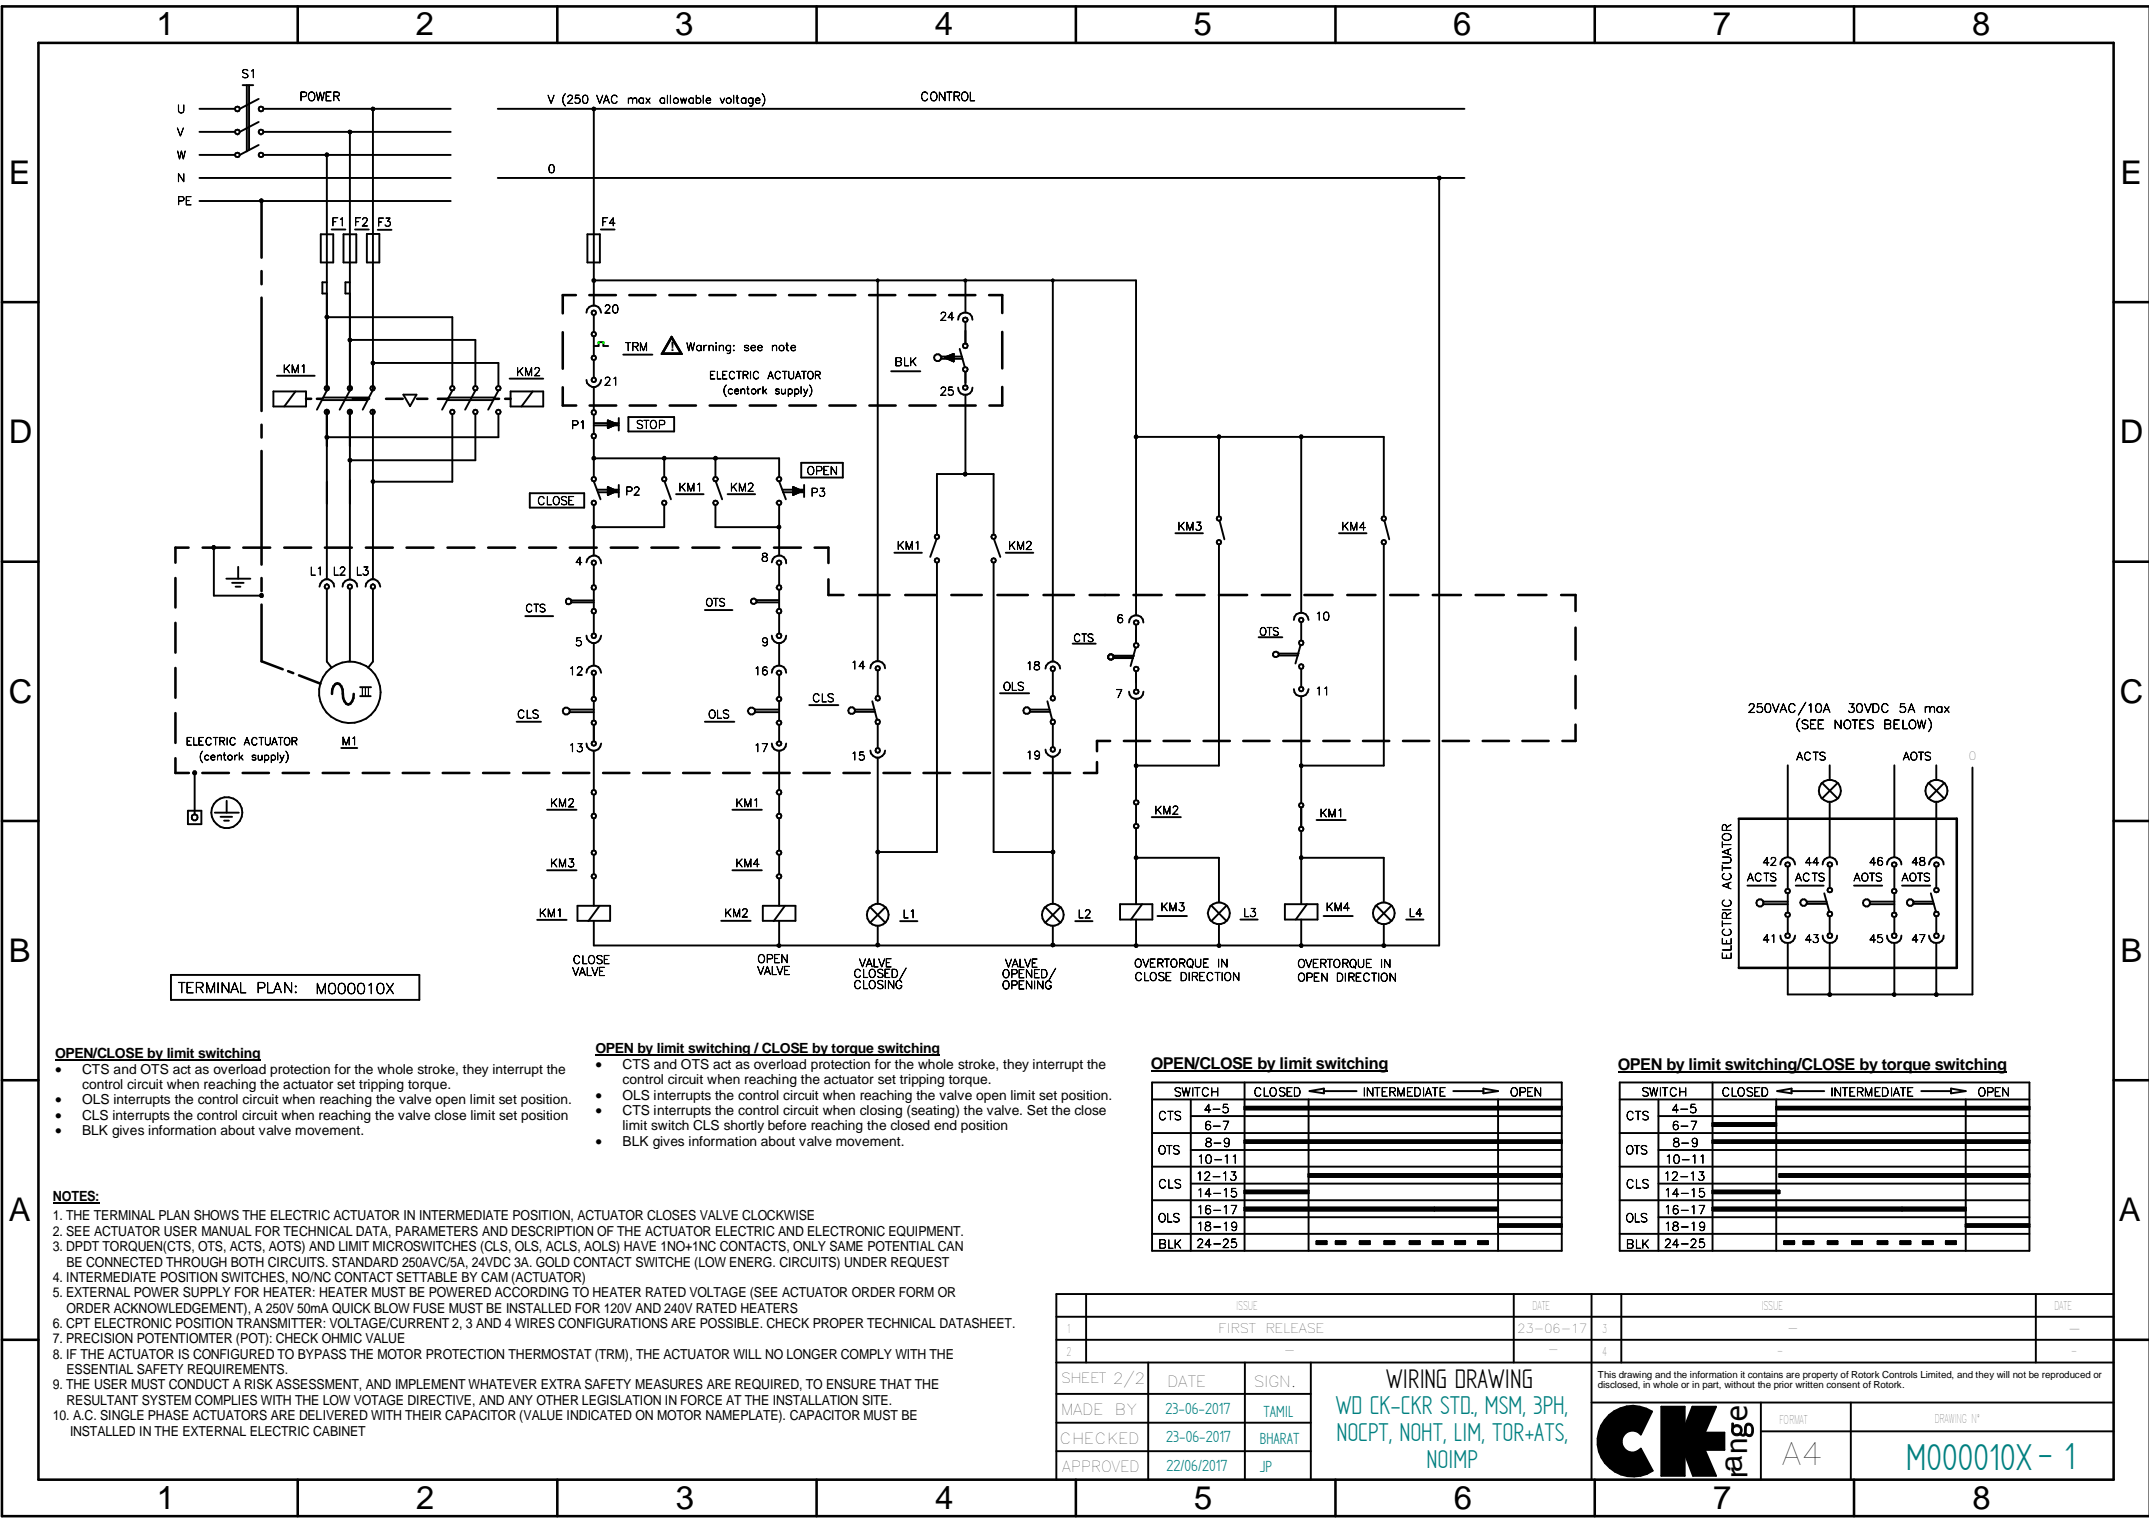 1 2 3 4 5 6 7 8
E E
D D
C C
B B
A A
S1
POWER
U
V
W
N
PE
V (250 VAC max allowable voltage)
CONTROL
0
F1 F2 F3
F4
KM1
KM2
20
TRM
Warning: see note
21
ELECTRIC ACTUATOR
(centork supply)
24
BLK
25
P1
STOP
OPEN
CLOSE
P2
KM1
KM2
P3
KM1
KM2
KM3
KM4
L1 L2 L3
4
8
CTS
OTS
5
9
12
16
CLS
OLS
13
17
14
CLS
15
18
OLS
19
6
CTS
7
10
OTS
11
M1
ELECTRIC ACTUATOR
(centork supply)
KM2
KM1
KM2
KM1
KM3
KM4
KM1
KM2
L1
L2
KM3
L3
KM4
L4
CLOSE
VALVE
OPEN
VALVE
VALVE
CLOSED/
CLOSING
VALVE
OPENED/
OPENING
OVERTORQUE IN
CLOSE DIRECTION
OVERTORQUE IN
OPEN DIRECTION
250VAC/10A 30VDC 5A max
(SEE NOTES BELOW)
ACTS
AOTS
0
ELECTRIC ACTUATOR
42 44 46 48
ACTS ACTS AOTS AOTS
41 43 45 47
TERMINAL PLAN: M000010X
OPEN/CLOSE by limit switching
• CTS and OTS act as overload protection for the whole stroke, they interrupt the
control circuit when reaching the actuator set tripping torque.
• OLS interrupts the control circuit when reaching the valve open limit set position.
• CLS interrupts the control circuit when reaching the valve close limit set position
• BLK gives information about valve movement.
OPEN by limit switching / CLOSE by torque switching
• CTS and OTS act as overload protection for the whole stroke, they interrupt the
control circuit when reaching the actuator set tripping torque.
• OLS interrupts the control circuit when reaching the valve open limit set position.
• CTS interrupts the control circuit when closing (seating) the valve. Set the close
limit switch CLS shortly before reaching the closed end position
• BLK gives information about valve movement.
OPEN/CLOSE by limit switching
SWITCH CLOSED INTERMEDIATE OPEN
CTS 4-5
6-7
OTS 8-9
10-11
CLS 12-13
14-15
OLS 16-17
18-19
BLK 24-25
OPEN by limit switching/CLOSE by torque switching
SWITCH CLOSED INTERMEDIATE OPEN
CTS 4-5
6-7
OTS 8-9
10-11
CLS 12-13
14-15
OLS 16-17
18-19
BLK 24-25
NOTES:
1. THE TERMINAL PLAN SHOWS THE ELECTRIC ACTUATOR IN INTERMEDIATE POSITION, ACTUATOR CLOSES VALVE CLOCKWISE
2. SEE ACTUATOR USER MANUAL FOR TECHNICAL DATA, PARAMETERS AND DESCRIPTION OF THE ACTUATOR ELECTRIC AND ELECTRONIC EQUIPMENT.
3. DPDT TORQUEN(CTS, OTS, ACTS, AOTS) AND LIMIT MICROSWITCHES (CLS, OLS, ACLS, AOLS) HAVE 1NO+1NC CONTACTS, ONLY SAME POTENTIAL CAN
BE CONNECTED THROUGH BOTH CIRCUITS. STANDARD 250AVC/5A, 24VDC 3A. GOLD CONTACT SWITCHE (LOW ENERG. CIRCUITS) UNDER REQUEST
4. INTERMEDIATE POSITION SWITCHES, NO/NC CONTACT SETTABLE BY CAM (ACTUATOR)
5. EXTERNAL POWER SUPPLY FOR HEATER: HEATER MUST BE POWERED ACCORDING TO HEATER RATED VOLTAGE (SEE ACTUATOR ORDER FORM OR
ORDER ACKNOWLEDGEMENT), A 250V 50mA QUICK BLOW FUSE MUST BE INSTALLED FOR 120V AND 240V RATED HEATERS
6. CPT ELECTRONIC POSITION TRANSMITTER: VOLTAGE/CURRENT 2, 3 AND 4 WIRES CONFIGURATIONS ARE POSSIBLE. CHECK PROPER TECHNICAL DATASHEET.
7. PRECISION POTENTIOMTER (POT): CHECK OHMIC VALUE
8. IF THE ACTUATOR IS CONFIGURED TO BYPASS THE MOTOR PROTECTION THERMOSTAT (TRM), THE ACTUATOR WILL NO LONGER COMPLY WITH THE
ESSENTIAL SAFETY REQUIREMENTS.
9. THE USER MUST CONDUCT A RISK ASSESSMENT, AND IMPLEMENT WHATEVER EXTRA SAFETY MEASURES ARE REQUIRED, TO ENSURE THAT THE
RESULTANT SYSTEM COMPLIES WITH THE LOW VOTAGE DIRECTIVE, AND ANY OTHER LEGISLATION IN FORCE AT THE INSTALLATION SITE.
10. A.C. SINGLE PHASE ACTUATORS ARE DELIVERED WITH THEIR CAPACITOR (VALUE INDICATED ON MOTOR NAMEPLATE). CAPACITOR MUST BE
INSTALLED IN THE EXTERNAL ELECTRIC CABINET
ISSUE DATE ISSUE DATE
1 FIRST RELEASE 23-06-17 3 - -
2 - - 4 - -
SHEET 2/2 DATE SIGN.
MADE BY 23-06-2017 TAMIL
CHECKED 23-06-2017 BHARAT
APPROVED 22/06/2017 JP
WIRING DRAWING
WD CK-CKR STD., MSM, 3PH,
NOCPT, NOHT, LIM, TOR+ATS,
NOIMP
This drawing and the information it contains are property of Rotork Controls Limited, and they will not be reproduced or
disclosed, in whole or in part, without the prior written consent of Rotork.
CK range
FORMAT
A4
DRAWING Nº
M000010X - 1
1 2 3 4 5 6 7 8